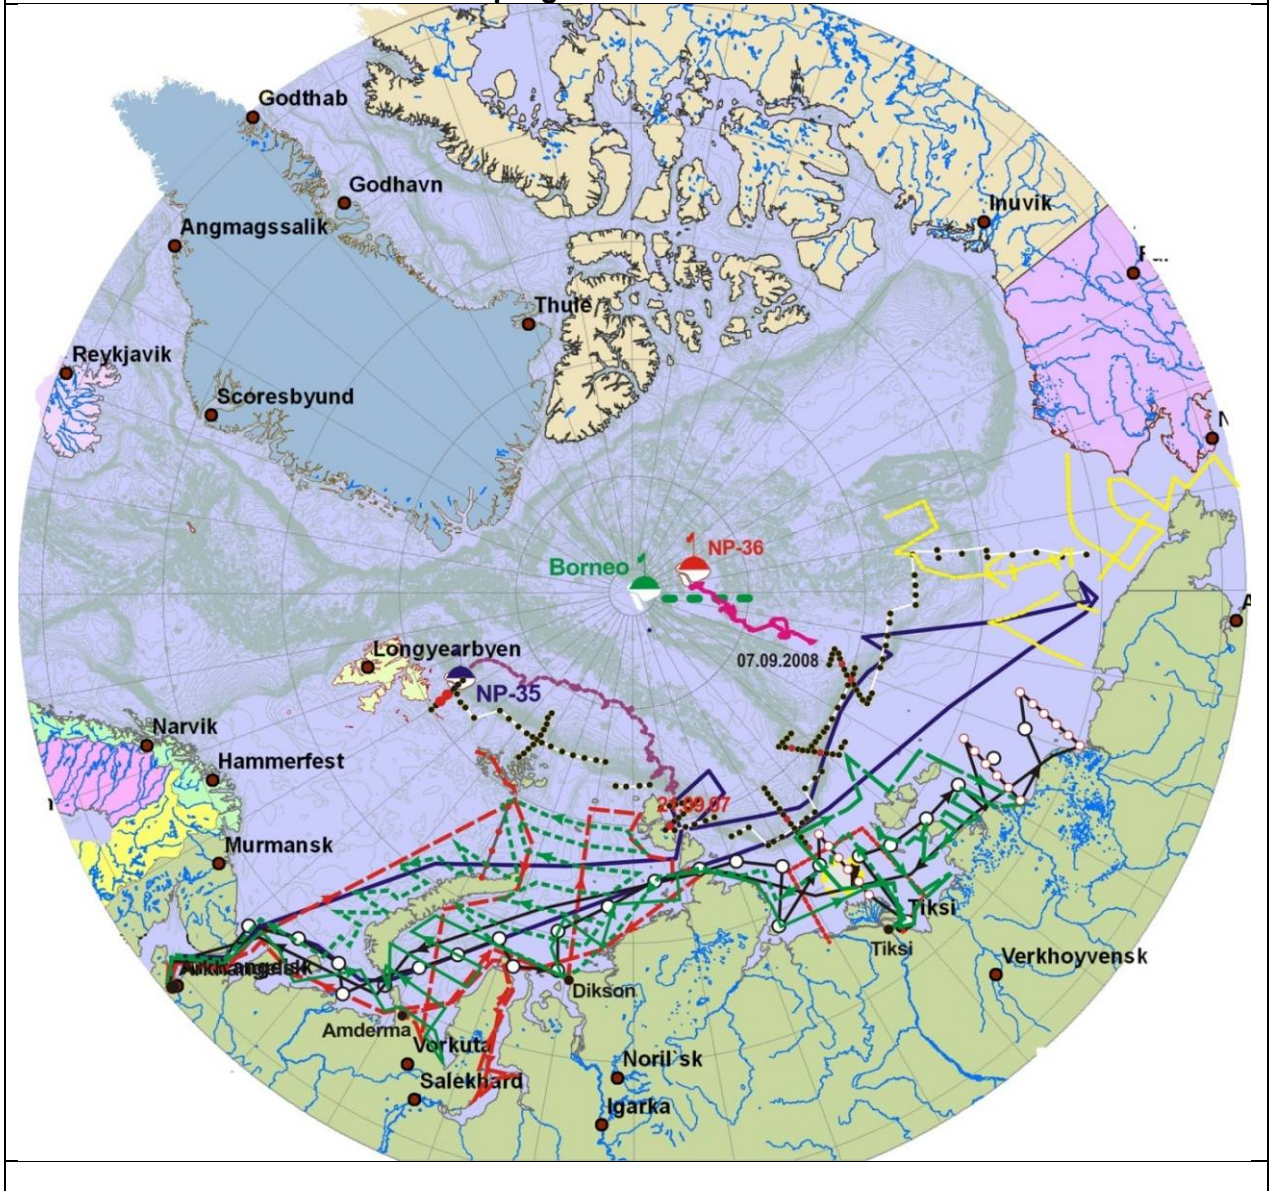 Godthab
Godhavn
Inuvik
Angmagssalik
Thule
Reykjavik
Scoresbyund
NP-36
Borneo
Longyearbyen
07.09.2008
NP-35
Narvik
Hammerfest
Murmansk
Tiksi
Tiksi
Verkhoyvensk
Dikson
Amderma
Vorkuta
Noril`sk
Salekhard
Igarka